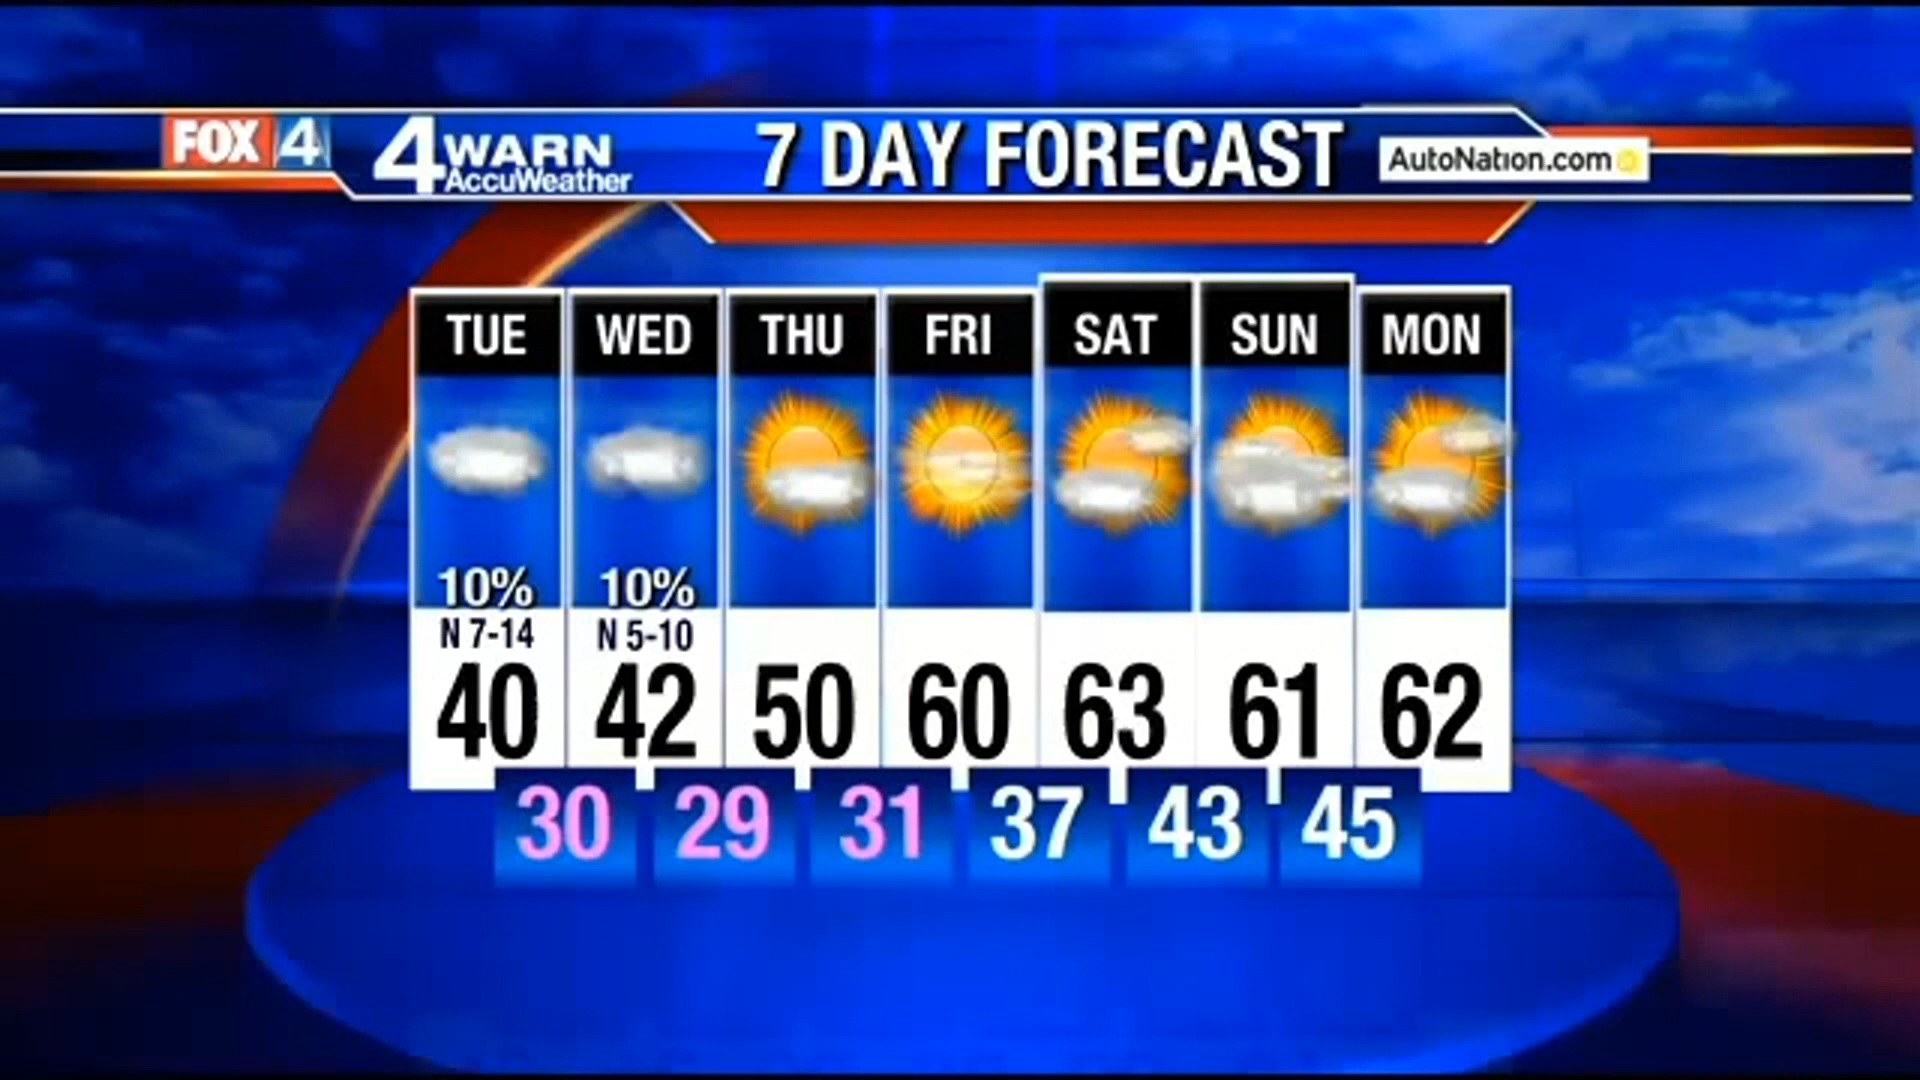 FOX 4
4 WARN
AccuWeather
7 DAY FORECAST
AutoNation.com
TUE WED THU FRI SAT SUN MON
10% 10%
N 7-14 N 5-10
40 42 50 60 63 61 62
30 29 31 37 43 45